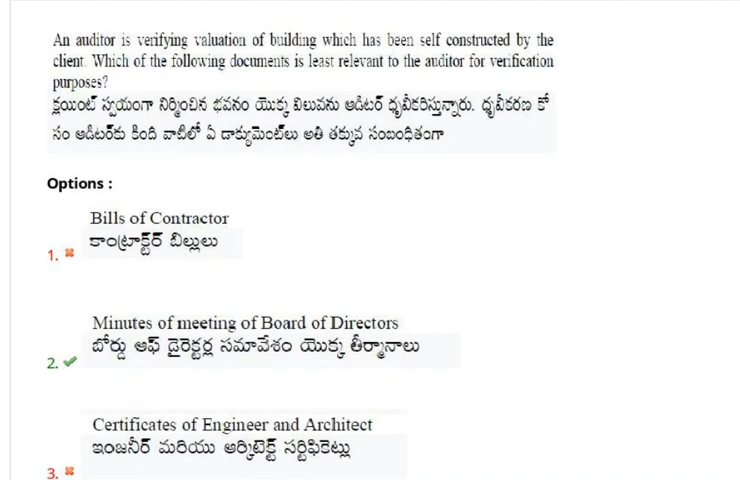 An auditor is verifying valuation of building which has been self constructed by the
client. Which of the following documents is least relevant to the auditor for verification
purposes?
క్లయింట్ స్వయంగా నిర్మించిన భవనం యొక్క విలువను ఆడిటర్ ధృవీకరిస్తున్నారు. ధృవీకరణ కో
సం ఆడిటర్‌కు కింది వాటిలో ఏ డాక్యుమెంట్‌లు అతి తక్కువ సంబంధితంగా
Options :
Bills of Contractor
కాంట్రాక్టర్ బిల్లులు
1.
Minutes of meeting of Board of Directors
బోర్డు ఆఫ్ డైరెక్టర్ల సమావేశం యొక్క తీర్మానాలు
2.
Certificates of Engineer and Architect
ఇంజనీర్ మరియు ఆర్కిటెక్ట్ సర్టిఫికెట్లు
3.